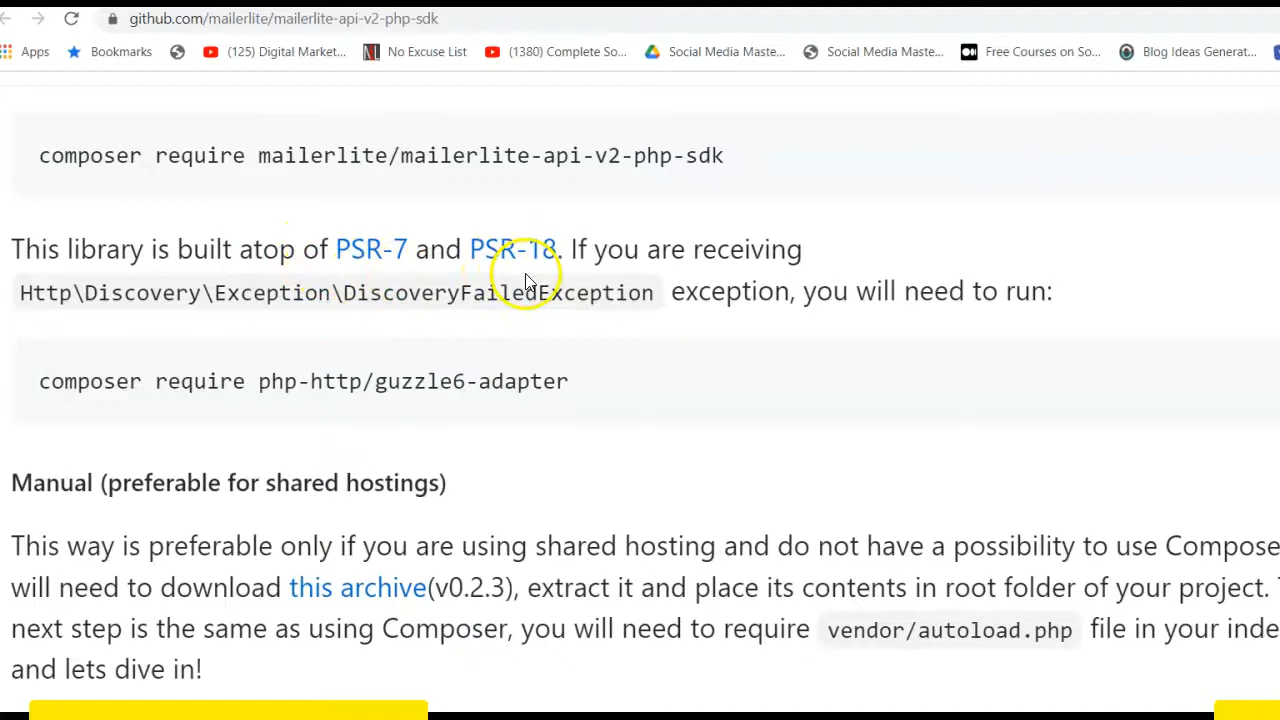 github.com/mailerlite/mailerlite-api-v2-php-sdk
Apps Bookmarks (125) Digital Market... No Excuse List (1380) Complete So... Social Media Maste... Social Media Maste... Free Courses on So... Blog Ideas Generat...
composer require mailerlite/mailerlite-api-v2-php-sdk
This library is built atop of PSR-7 and PSR-18. If you are receiving
Http\Discovery\Exception\DiscoveryFailedException exception, you will need to run:
composer require php-http/guzzle6-adapter
Manual (preferable for shared hostings)
This way is preferable only if you are using shared hosting and do not have a possibility to use Compose
will need to download this archive(v0.2.3), extract it and place its contents in root folder of your project.
next step is the same as using Composer, you will need to require vendor/autoload.php file in your inde
and lets dive in!